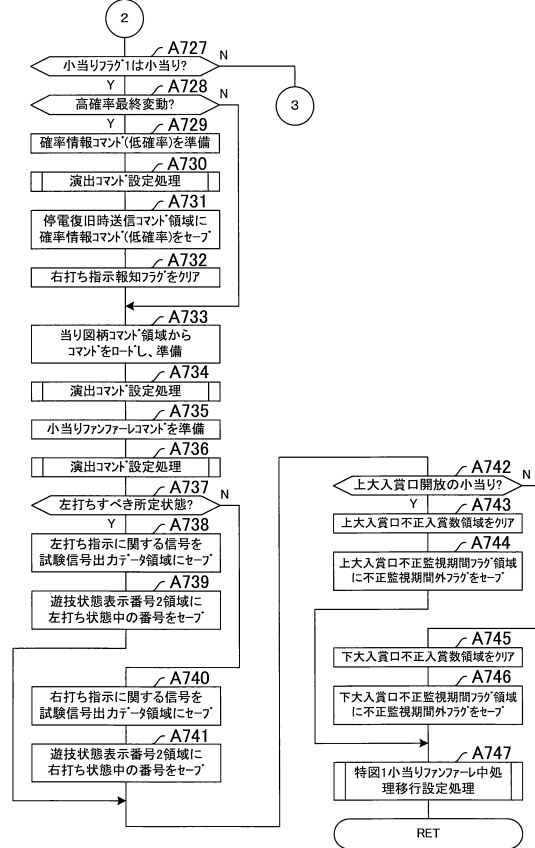 2
A727
小当りフラグ1は小当り?
N
Y
3
A728
高確率最終変動?
N
Y
A729
確率情報コマンド(低確率)を準備
A730
演出コマンド設定処理
A731
停電復旧時送信コマンド領域に
確率情報コマンド(低確率)をセーブ
A732
右打ち指示報知フラグをクリア
A733
当り図柄コマンド領域から
コマンドをロードし、準備
A734
演出コマンド設定処理
A735
小当りファンファーレコマンドを準備
A736
演出コマンド設定処理
A737
左打ちすべき所定状態?
N
Y
A738
左打ち指示に関する信号を
試験信号出力データ領域にセーブ
A739
遊技状態表示番号2領域に
左打ち状態中の番号をセーブ
A740
右打ち指示に関する信号を
試験信号出力データ領域にセーブ
A741
遊技状態表示番号2領域に
右打ち状態中の番号をセーブ
A742
上大入賞口開放の小当り?
N
Y
A743
上大入賞口不正入賞数領域をクリア
A744
上大入賞口不正監視期間フラグ領域
に不正監視期間外フラグをセーブ
A745
下大入賞口不正入賞数領域をクリア
A746
下大入賞口不正監視期間フラグ領域
に不正監視期間外フラグをセーブ
A747
特図1小当りファンファーレ中処
理移行設定処理
RET